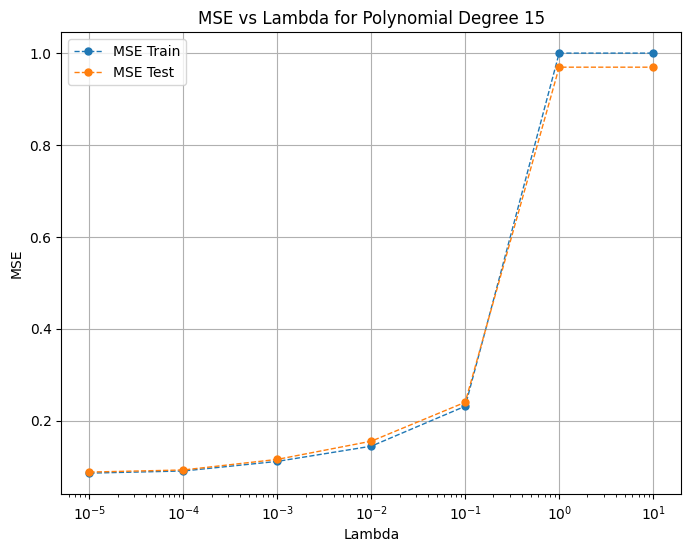 MSE vs Lambda for Polynomial Degree 15
MSE Train
MSE Test
1.0
0.8
0.6
0.4
0.2
MSE
10⁻⁵ 10⁻⁴ 10⁻³ 10⁻² 10⁻¹ 10⁰ 10¹
Lambda